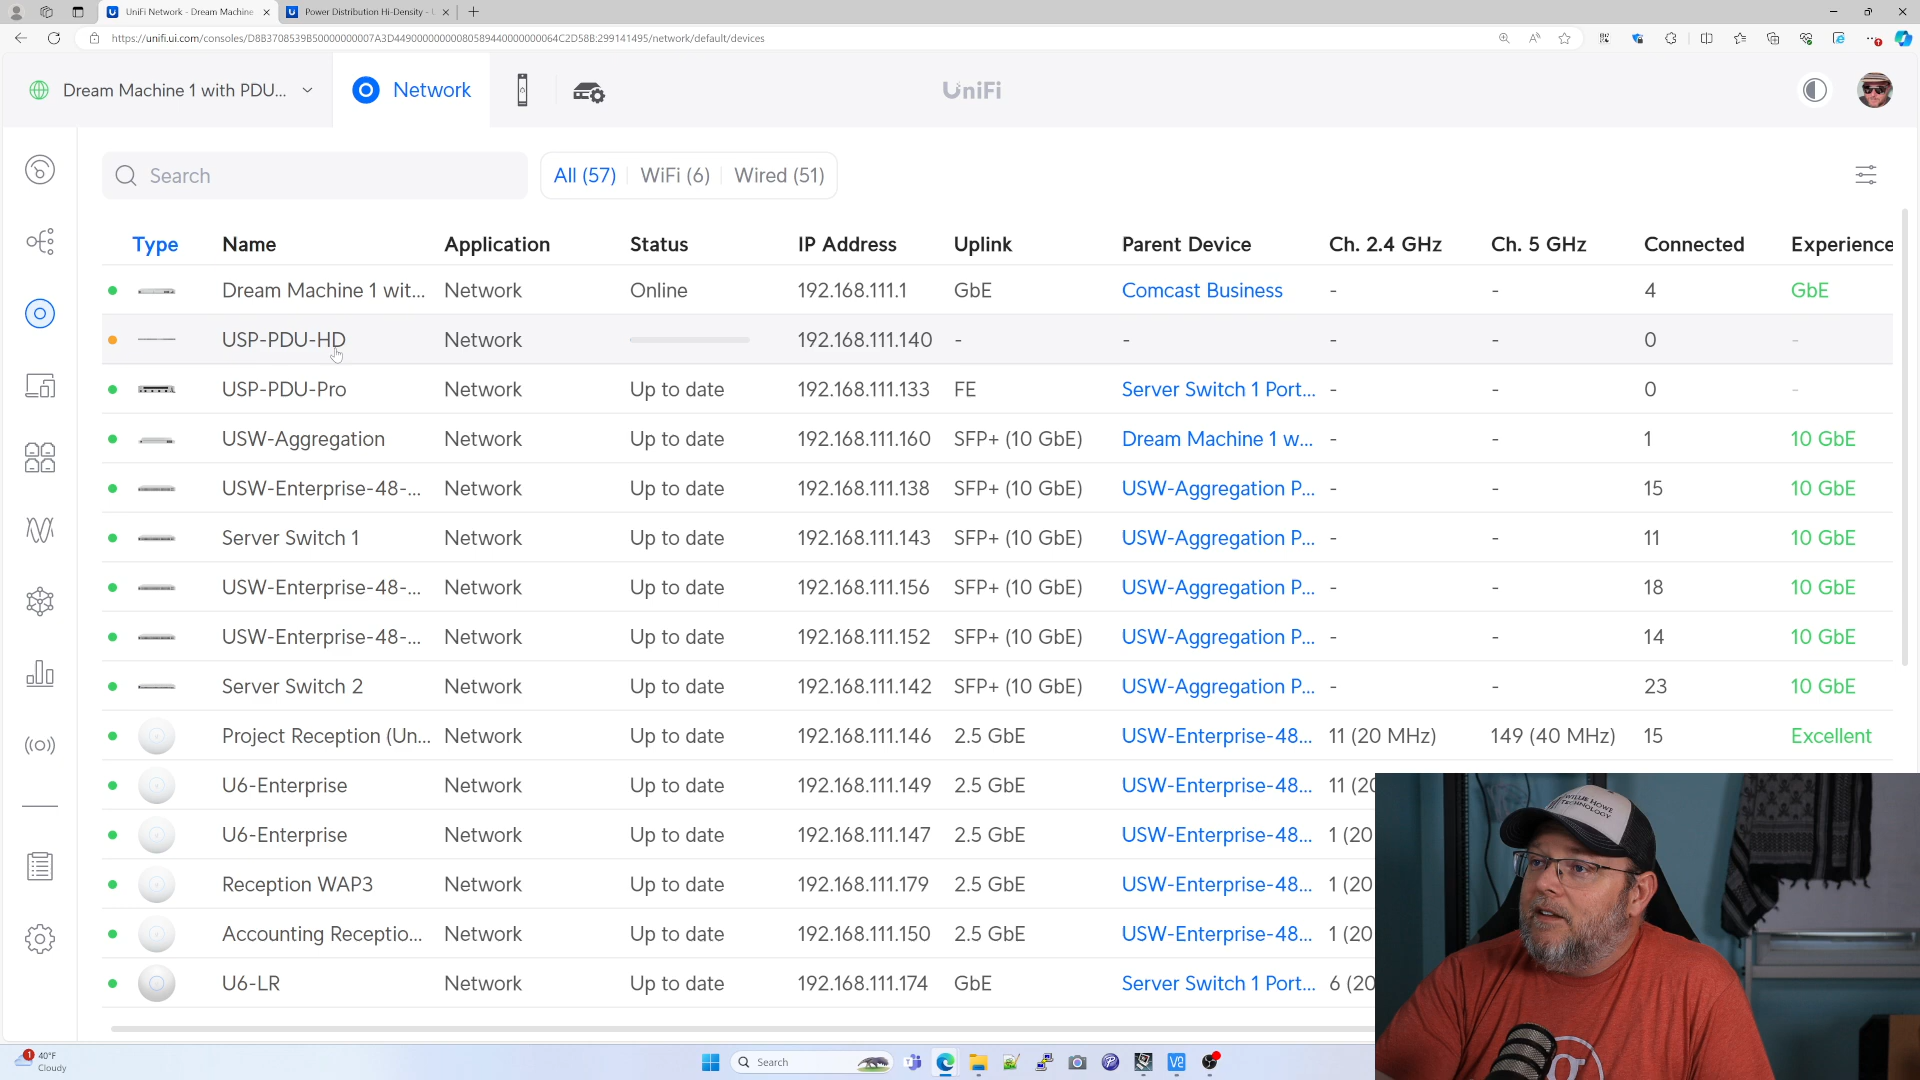 UniFi Network - Dream Machine
Power Distribution Hi-Density -
https://unifi.ui.com/consoles/D8B3708539B50000000007A3D4490000000008058944000000064C2D58B:299141495/network/default/devices
Dream Machine 1 with PDU...
Network
UniFi
Search
All (57) WiFi (6) Wired (51)
Type Name Application Status IP Address Uplink Parent Device Ch. 2.4 GHz Ch. 5 GHz Connected Experience
Dream Machine 1 wit... Network Online 192.168.111.1 GbE Comcast Business - - 4 GbE
USP-PDU-HD Network 192.168.111.140 - - - - 0 -
USP-PDU-Pro Network Up to date 192.168.111.133 FE Server Switch 1 Port... - - 0 -
USW-Aggregation Network Up to date 192.168.111.160 SFP+ (10 GbE) Dream Machine 1 w... - - 1 10 GbE
USW-Enterprise-48-... Network Up to date 192.168.111.138 SFP+ (10 GbE) USW-Aggregation P... - - 15 10 GbE
Server Switch 1 Network Up to date 192.168.111.143 SFP+ (10 GbE) USW-Aggregation P... - - 11 10 GbE
USW-Enterprise-48-... Network Up to date 192.168.111.156 SFP+ (10 GbE) USW-Aggregation P... - - 18 10 GbE
USW-Enterprise-48-... Network Up to date 192.168.111.152 SFP+ (10 GbE) USW-Aggregation P... - - 14 10 GbE
Server Switch 2 Network Up to date 192.168.111.142 SFP+ (10 GbE) USW-Aggregation P... - - 23 10 GbE
Project Reception (Un... Network Up to date 192.168.111.146 2.5 GbE USW-Enterprise-48... 11 (20 MHz) 149 (40 MHz) 15 Excellent
U6-Enterprise Network Up to date 192.168.111.149 2.5 GbE USW-Enterprise-48... 11 (20
U6-Enterprise Network Up to date 192.168.111.147 2.5 GbE USW-Enterprise-48... 1 (20
Reception WAP3 Network Up to date 192.168.111.179 2.5 GbE USW-Enterprise-48... 1 (20
Accounting Receptio... Network Up to date 192.168.111.150 2.5 GbE USW-Enterprise-48... 1 (20
U6-LR Network Up to date 192.168.111.174 GbE Server Switch 1 Port... 6 (20
WILLIE HOWE
TECHNOLOGY
1
40°F
Cloudy
Search